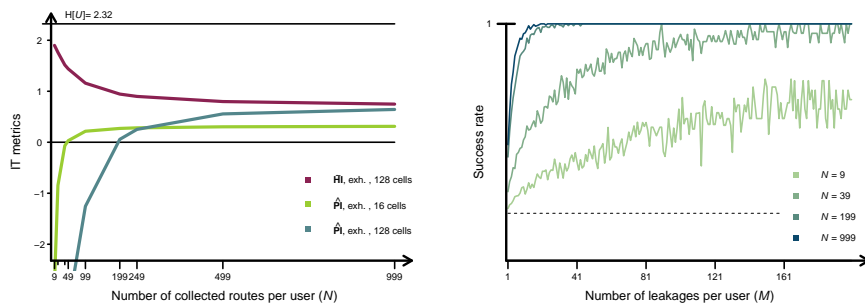 H[U]= 2.32
2
1
0
−1
−2
IT metrics
ĤI, exh. , 128 cells
P̂I, exh. , 16 cells
P̂I, exh. , 128 cells
9 49 99 199 249 499 999
Number of collected routes per user (N)
1
Success rate
N = 9
N = 39
N = 199
N = 999
1 41 81 121 161
Number of leakages per user (M)